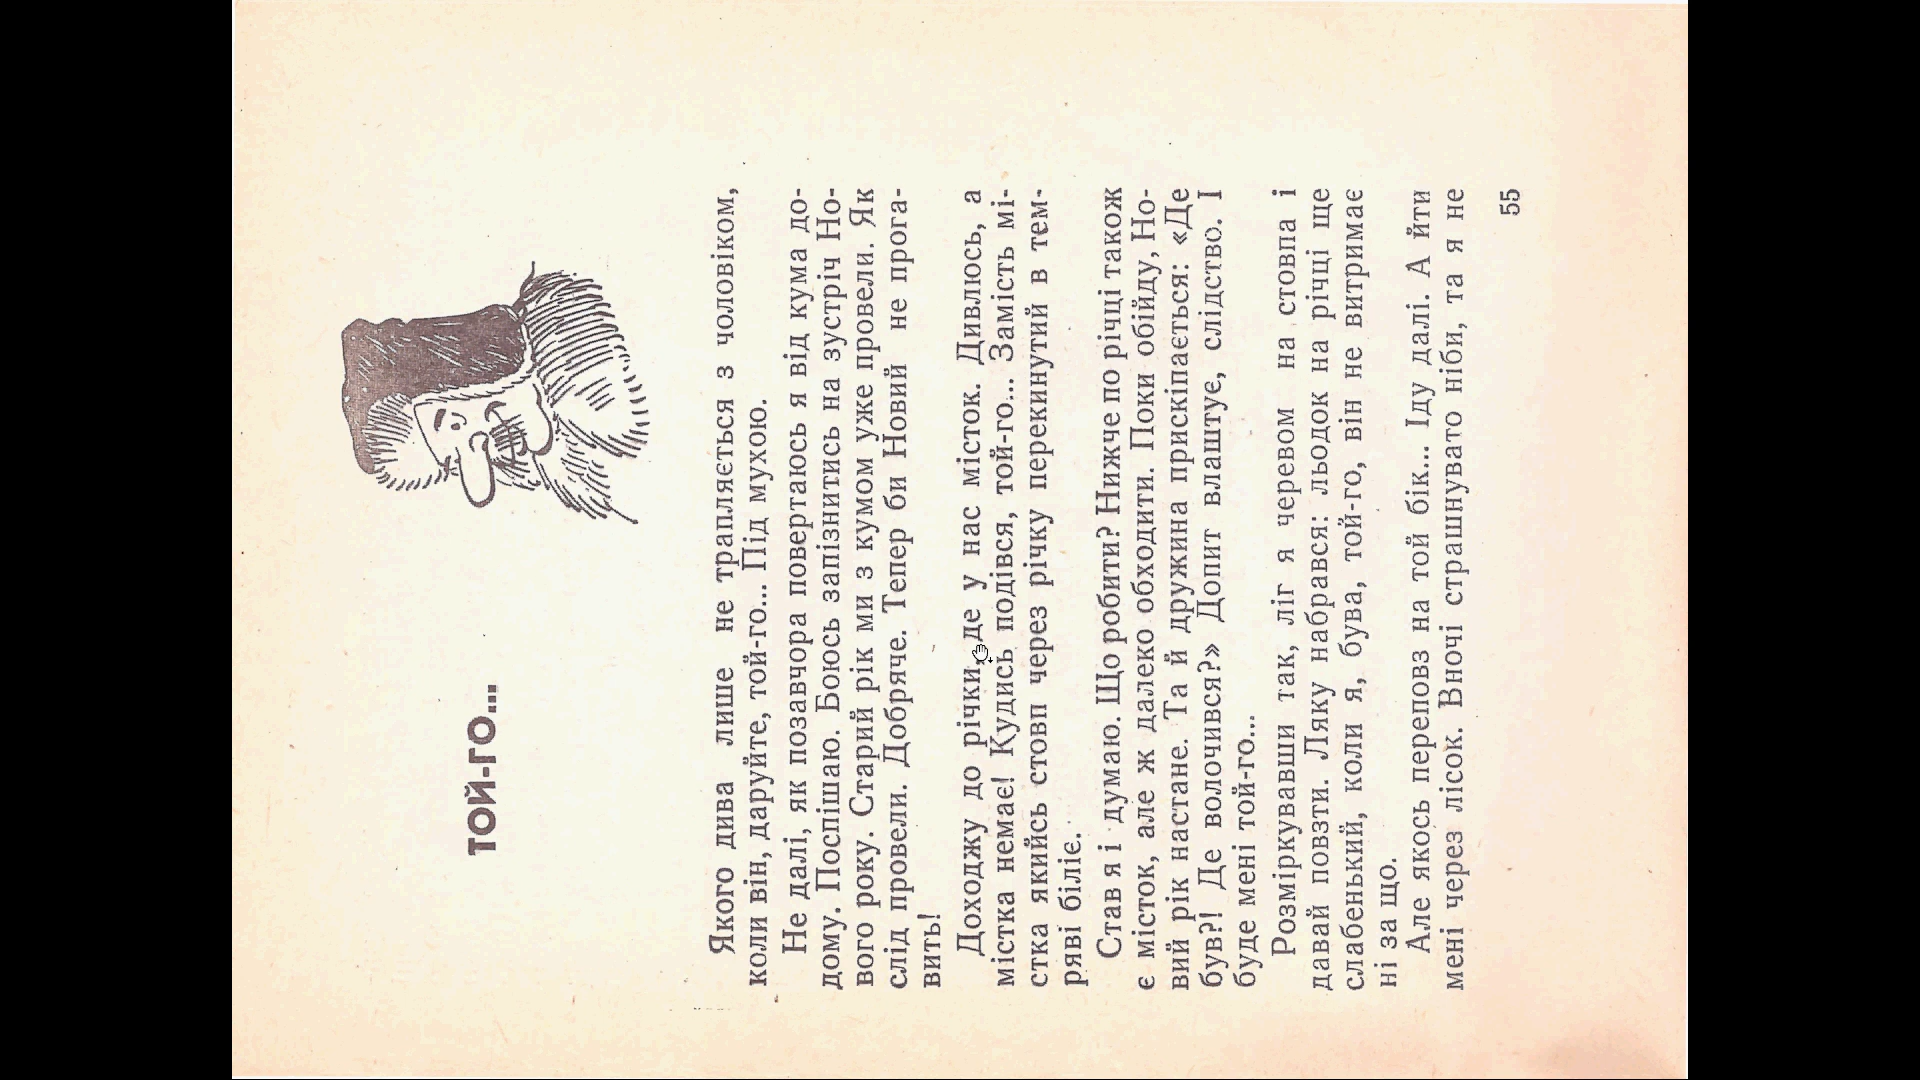 ТОЙ-ГО...
Якого дива лише не трапляється з чоловіком,
коли він, даруйте, той-го... Під мухою.
Не далі, як позавчора повертаюсь я від кума до-
дому. Поспішаю. Боюсь запізнитись на зустріч Но-
вого року. Старий рік ми з кумом уже провели. Як
слід провели. Добряче. Тепер би Новий не прога-
вить!
Доходжу до річки, де у нас місток. Дивлюсь, а
містка немає! Кудись подівся, той-го... Замість мі-
стка якийсь стовп через річку перекинутий в тем-
ряві біліє.
Став я і думаю. Що робити? Нижче по річці також
є місток, але ж далеко обходити. Поки обійду, Но-
вий рік настане. Та й дружина прискіпається: «Де
був?! Де волочився?» Допит влаштує, слідство. І
буде мені той-го...
Розміркувавши так, ліг я черевом на стовпа і
давай повзти. Ляку набрався: льодок на річці ще
слабенький, коли я, бува, той-го, він не витримає
ні за що.
Але якось переповз на той бік... Іду далі. А йти
мені через лісок. Вночі страшнувато ніби, та я не
55